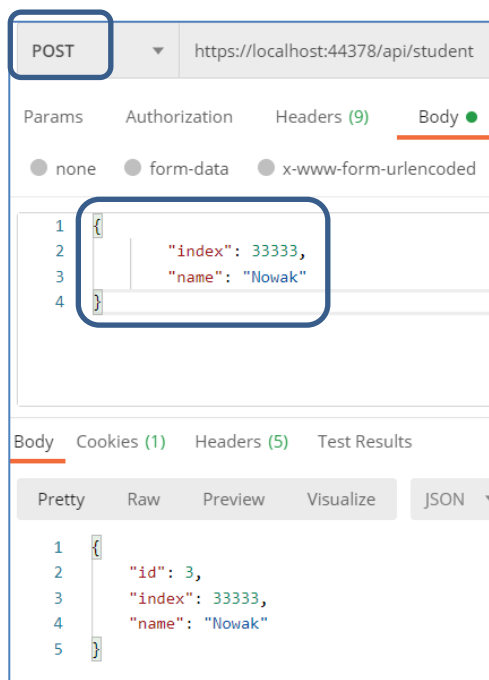 POST https://localhost:44378/api/student
Params Authorization Headers (9) Body
none form-data x-www-form-urlencoded
1 {
2 "index": 33333,
3 "name": "Nowak"
4 }
Body Cookies (1) Headers (5) Test Results
Pretty Raw Preview Visualize JSON
1 {
2 "id": 3,
3 "index": 33333,
4 "name": "Nowak"
5 }